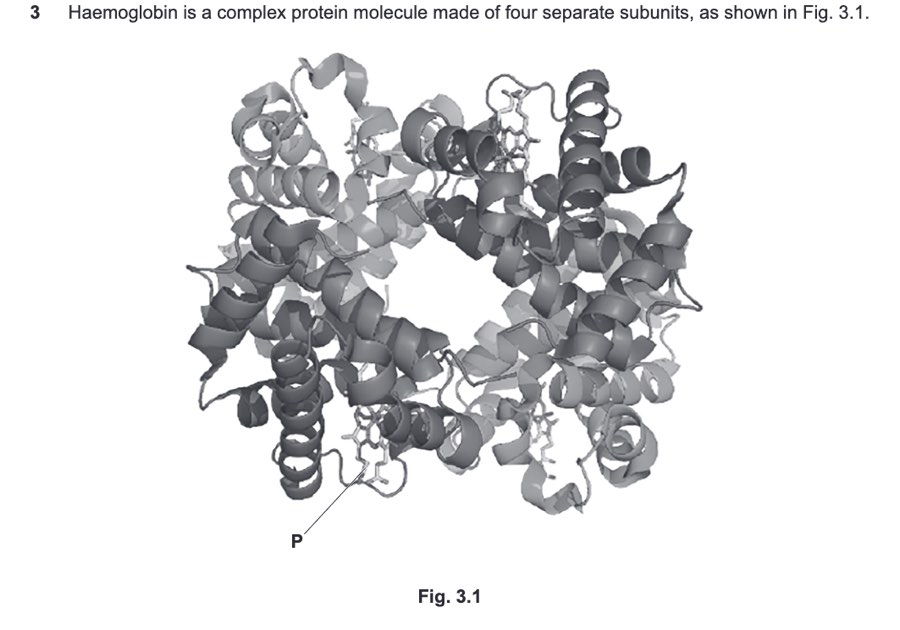 3 Haemoglobin is a complex protein molecule made of four separate subunits, as shown in Fig. 3.1.
P
Fig. 3.1